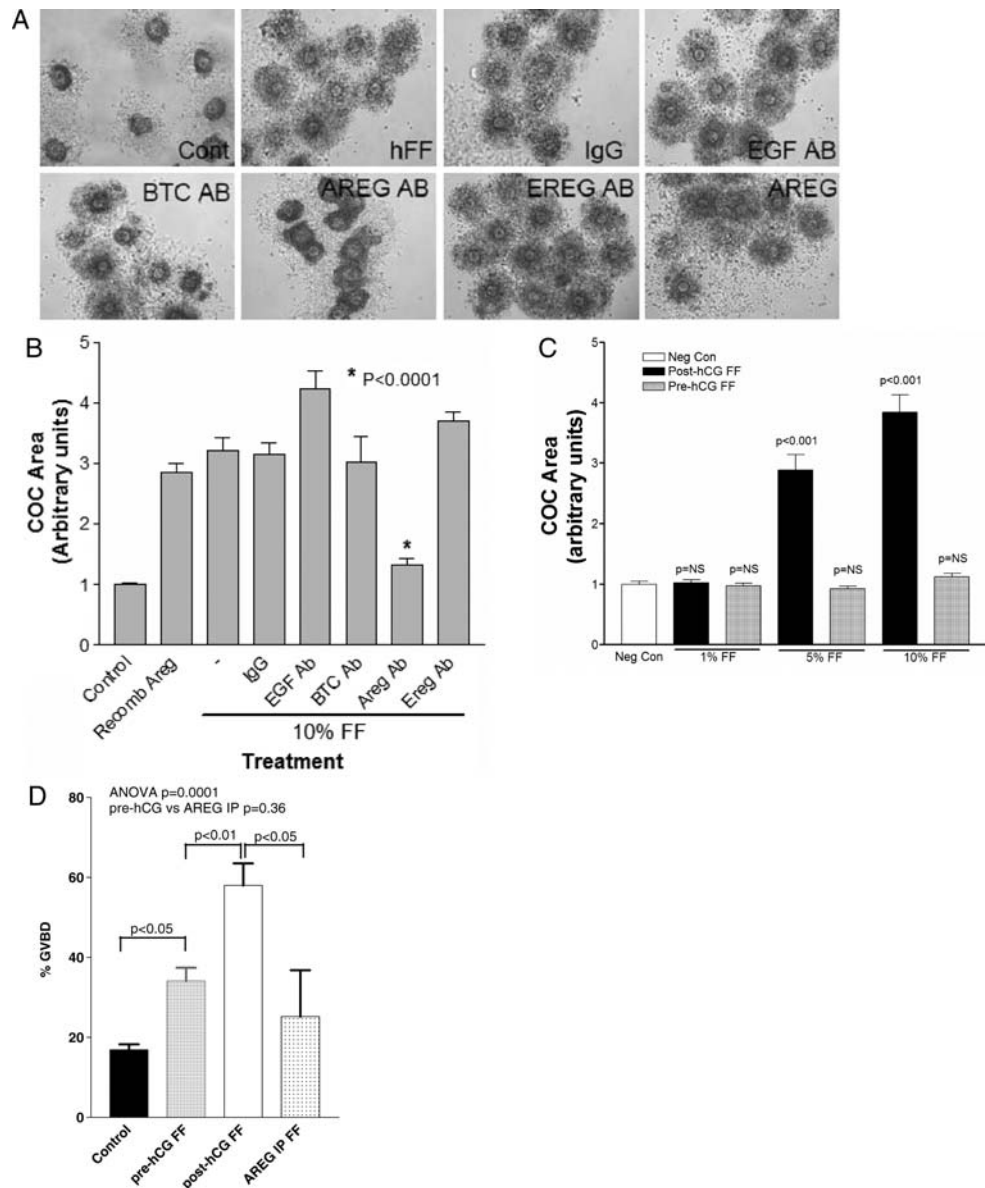 A
Cont
hFF
IgG
EGF AB
BTC AB
AREG AB
EREG AB
AREG
B
COC Area
(Arbitrary units)
5
4
3
2
1
0
* P<0.0001
*
Control
Recomb Areg
-
IgG
EGF Ab
BTC Ab
Areg Ab
Ereg Ab
10% FF
Treatment
C
COC Area
(arbitrary units)
5
4
3
2
1
0
Neg Con
Post-hCG FF
Pre-hCG FF
p=NS
p=NS
p<0.001
p=NS
p<0.001
p=NS
Neg Con
1% FF
5% FF
10% FF
D
ANOVA p=0.0001
pre-hCG vs AREG IP p=0.36
% GVBD
80
60
40
20
0
p<0.05
p<0.01
p<0.05
Control
pre-hCG FF
post-hCG FF
AREG IP FF